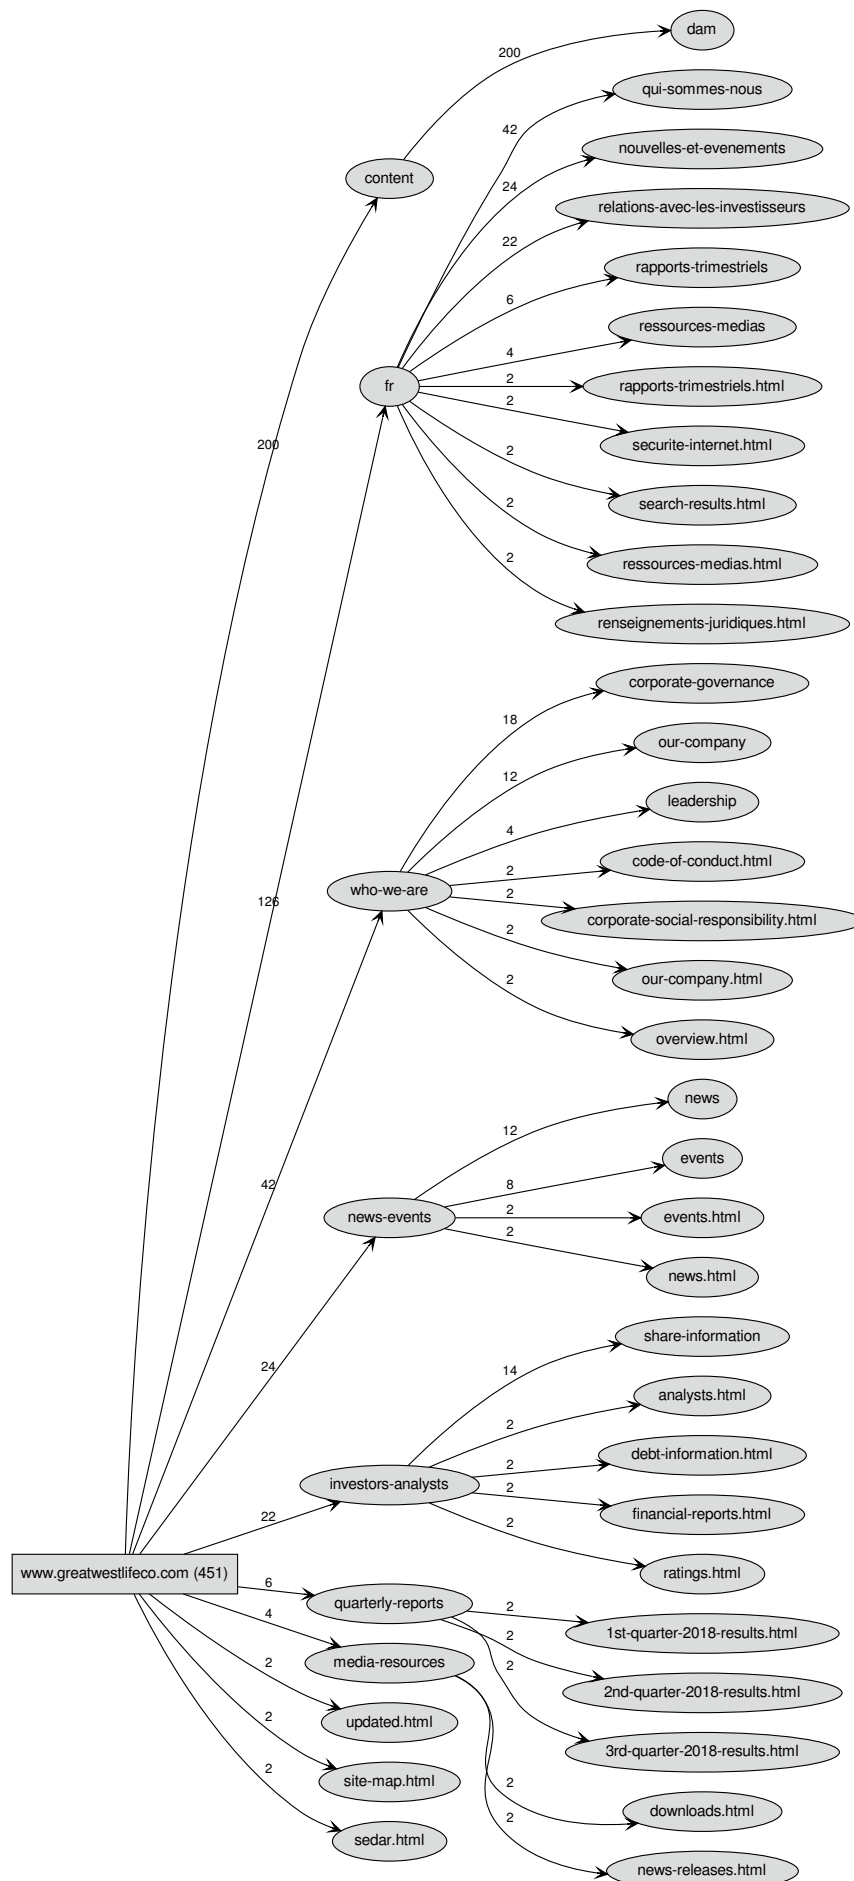 dam
200
qui-sommes-nous
42
nouvelles-et-evenements
content
24
relations-avec-les-investisseurs
22
rapports-trimestriels
6
ressources-medias
4
fr
2
rapports-trimestriels.html
2
securite-internet.html
200
2
search-results.html
2
ressources-medias.html
2
renseignements-juridiques.html
corporate-governance
18
our-company
12
leadership
4
code-of-conduct.html
2
who-we-are
2
126
corporate-social-responsibility.html
2
our-company.html
2
overview.html
news
12
events
8
42
news-events
2
events.html
2
news.html
share-information
24
14
analysts.html
2
debt-information.html
2
investors-analysts
2
22
financial-reports.html
2
www.greatwestlifeco.com (451)
ratings.html
6
quarterly-reports
2
1st-quarter-2018-results.html
4
2
media-resources
2
2
2nd-quarter-2018-results.html
updated.html
2
3rd-quarter-2018-results.html
2
site-map.html
2
downloads.html
2
sedar.html
news-releases.html